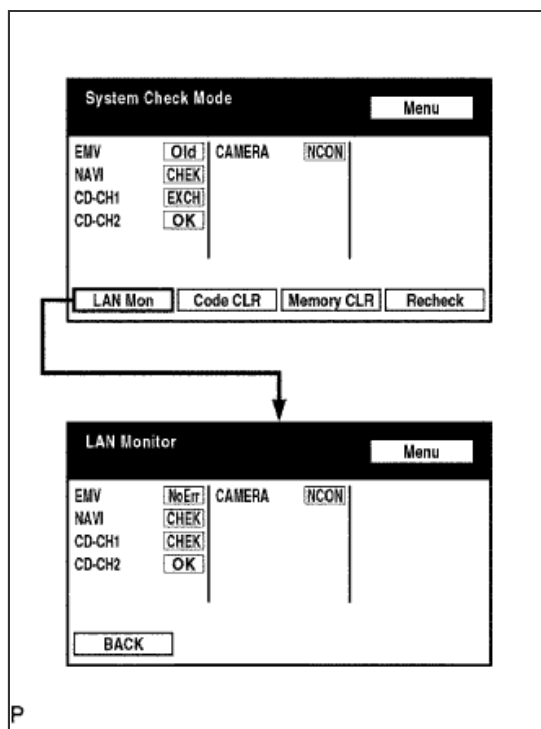 System Check Mode
Menu
EMV Old CAMERA NCON
NAVI CHEK
CD-CH1 EXCH
CD-CH2 OK
LAN Mon Code CLR Memory CLR Recheck
LAN Monitor
Menu
EMV NoErr CAMERA NCON
NAVI CHEK
CD-CH1 CHEK
CD-CH2 OK
BACK
P